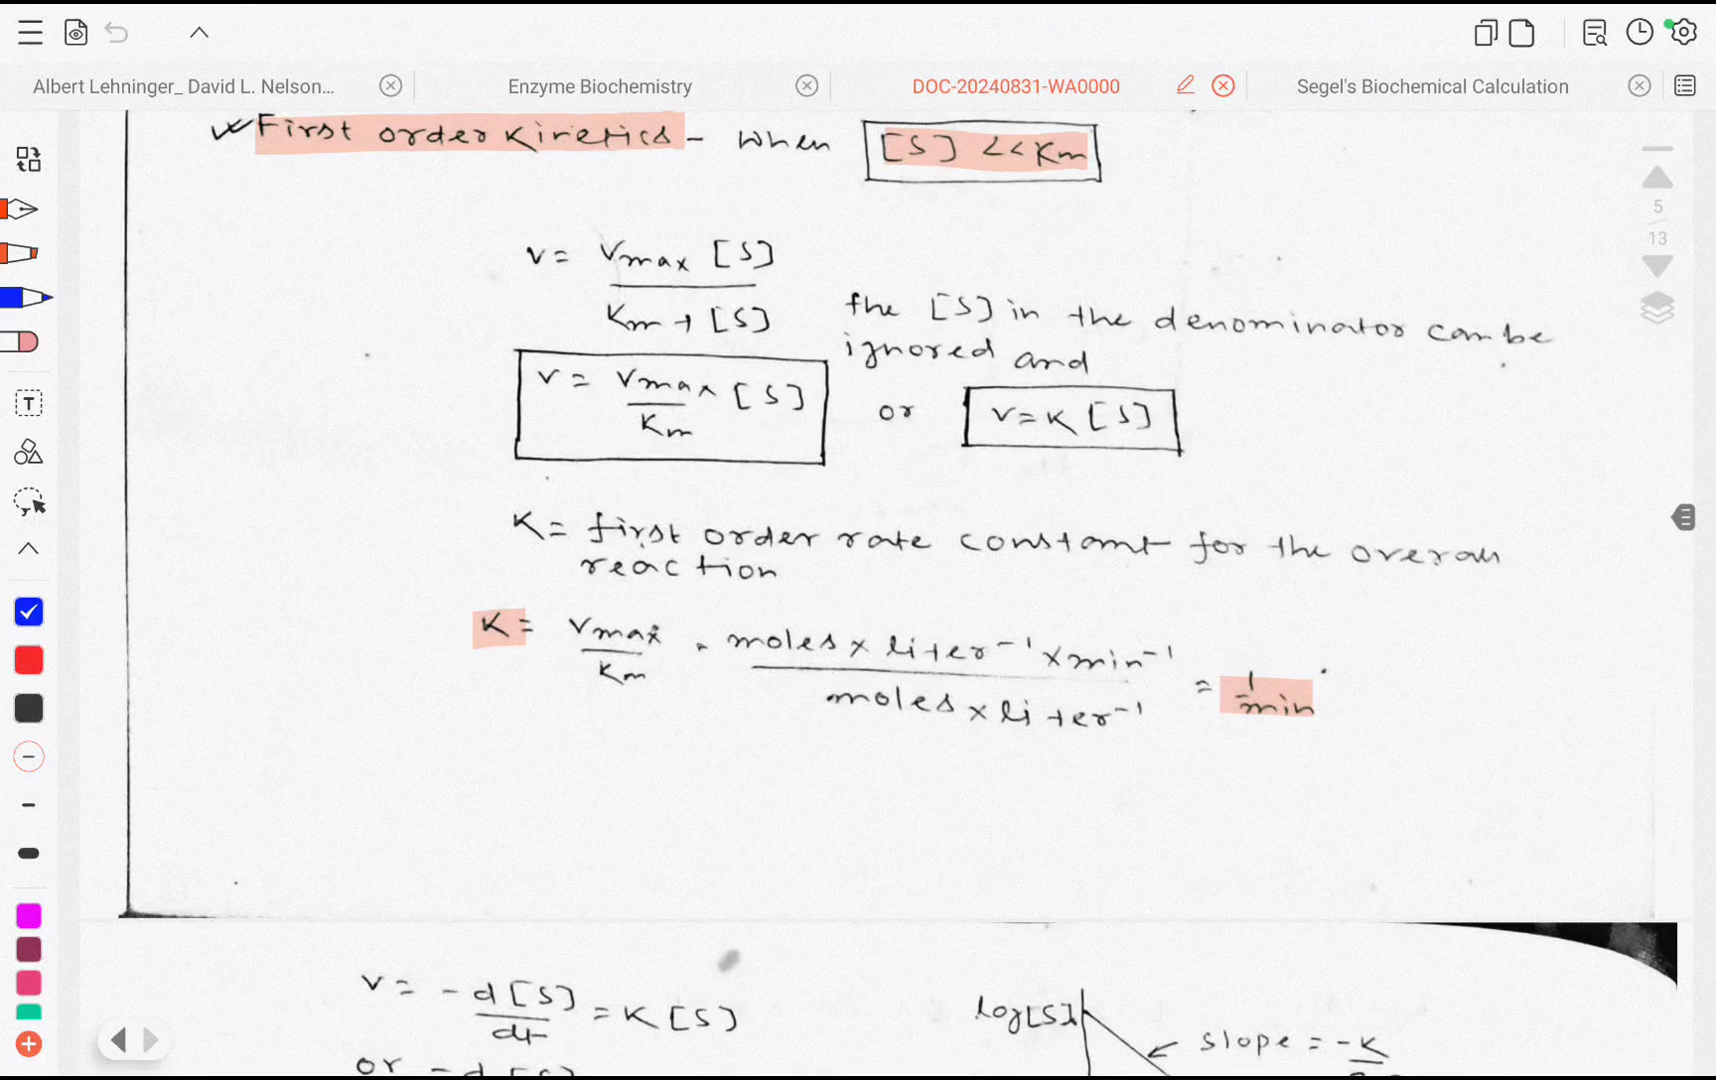 Albert Lehninger_ David L. Nelson...
Enzyme Biochemistry
DOC-20240831-WA0000
Segel's Biochemical Calculation
First order kinetics - when [S] << Km
v = Vmax [S]
Km + [S]
the [S] in the denominator can be
ignored and
v = Vmax [S]
Km
or
v = K [S]
K = first order rate constant for the overall
reaction
K = Vmax
Km
moles x liter⁻¹ x min⁻¹
moles x liter⁻¹
= 1
min
5
13
v = - d[S]
dt
= K [S]
log[S]
slope = -K
or - d[S]
T